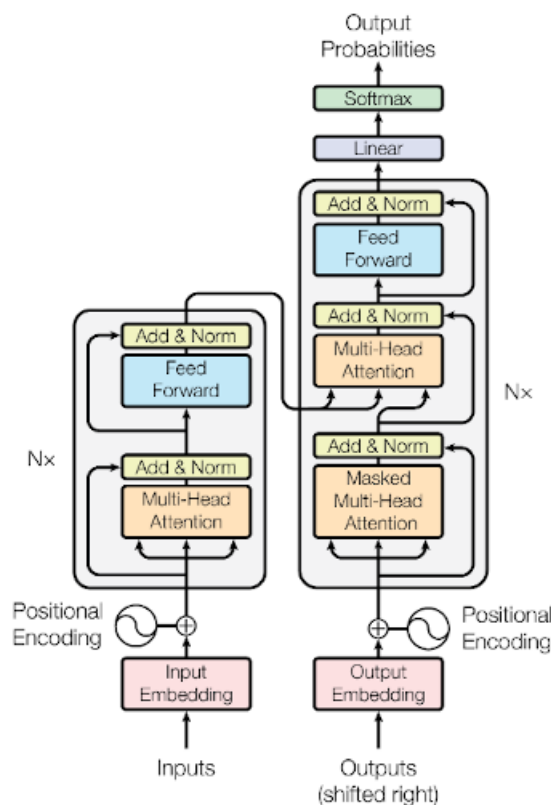 Output
Probabilities
Softmax
Linear
Add & Norm
Feed
Forward
Add & Norm
Multi-Head
Attention
Add & Norm
Masked
Multi-Head
Attention
N×
Add & Norm
Feed
Forward
Add & Norm
Multi-Head
Attention
N×
Positional
Encoding
Positional
Encoding
Input
Embedding
Output
Embedding
Inputs
Outputs
(shifted right)